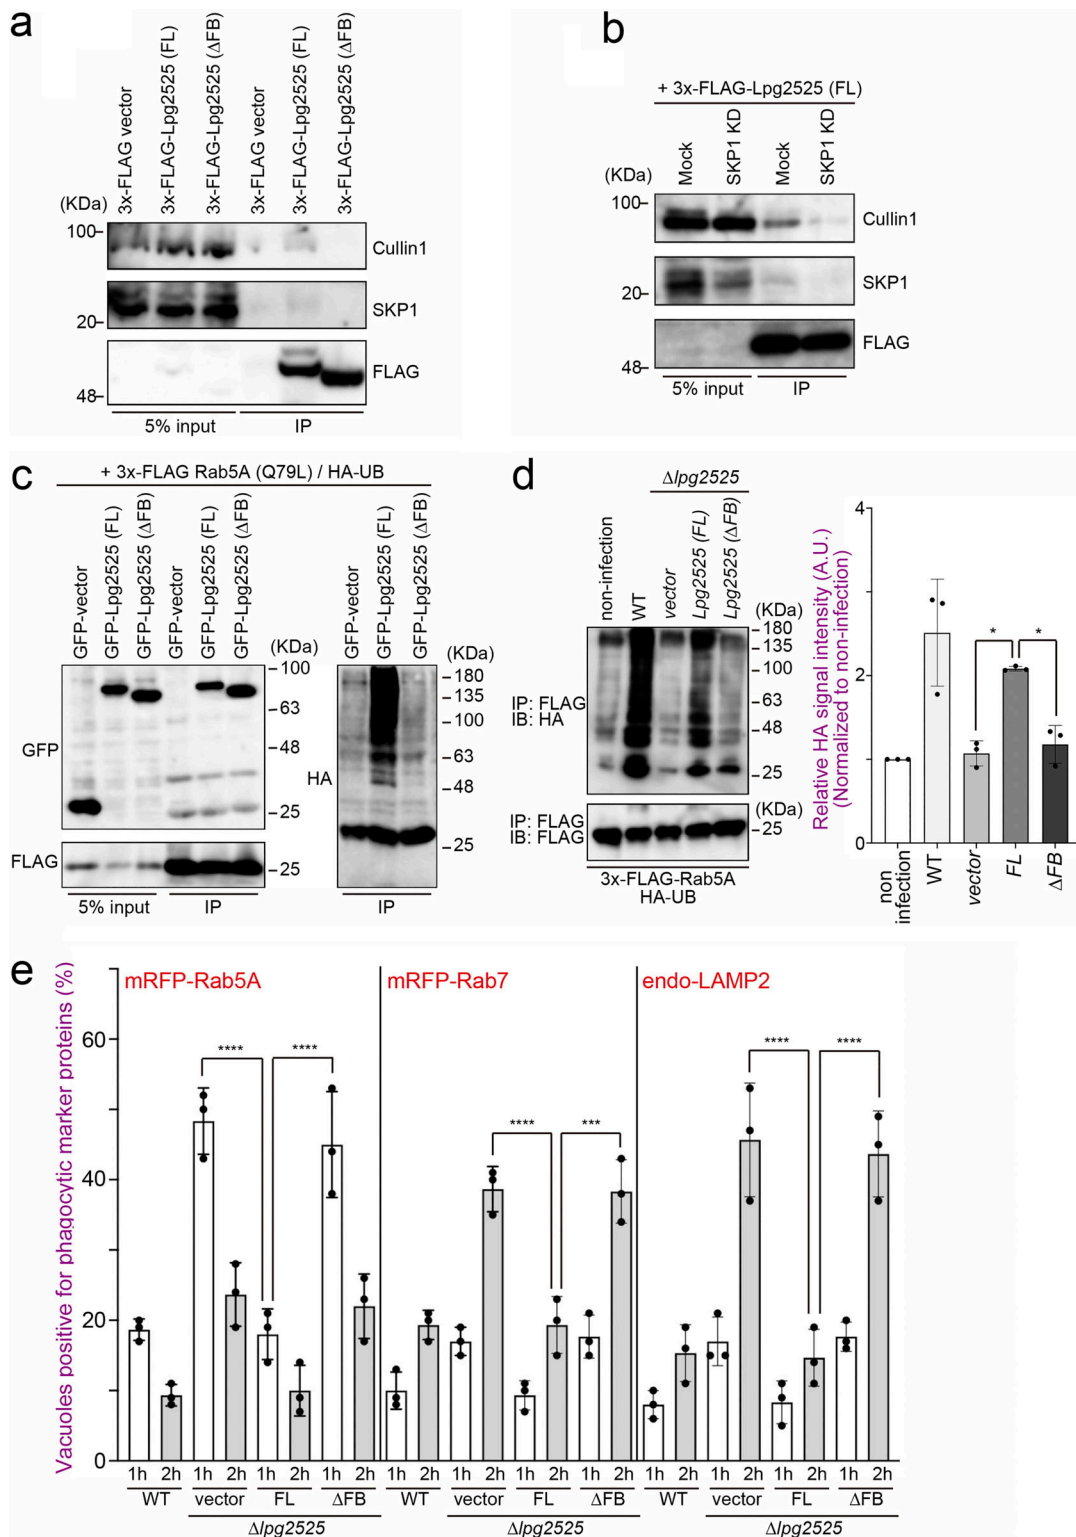 a
3x-FLAG vector
3x-FLAG-Lpg2525 (FL)
3x-FLAG-Lpg2525 (ΔFB)
3x-FLAG vector
3x-FLAG-Lpg2525 (FL)
3x-FLAG-Lpg2525 (ΔFB)
(KDa)
100
Cullin1
SKP1
20
FLAG
48
5% input
IP
b
+ 3x-FLAG-Lpg2525 (FL)
Mock
SKP1 KD
Mock
SKP1 KD
(KDa)
100
Cullin1
SKP1
20
FLAG
48
5% input
IP
c
+ 3x-FLAG Rab5A (Q79L) / HA-UB
GFP-vector
GFP-Lpg2525 (FL)
GFP-Lpg2525 (ΔFB)
GFP-vector
GFP-Lpg2525 (FL)
GFP-Lpg2525 (ΔFB)
(KDa)
100
63
48
25
GFP
FLAG
25
5% input
IP
GFP-vector
GFP-Lpg2525 (FL)
GFP-Lpg2525 (ΔFB)
(KDa)
180
135
100
63
48
25
HA
IP
d
Δlpg2525
non-infection
WT
vector
Lpg2525 (FL)
Lpg2525 (ΔFB)
(KDa)
180
135
100
63
48
25
IP: FLAG
IB: HA
(KDa)
25
IP: FLAG
IB: FLAG
3x-FLAG-Rab5A
HA-UB
Relative HA signal intensity (A.U.)
(Normalized to non-infection)
4
2
0
* *
non
infection
WT
vector
FL
ΔFB
e
Vacuoles positive for phagocytic marker proteins (%)
60
40
20
0
mRFP-Rab5A
mRFP-Rab7
endo-LAMP2
**** ****
**** ***
**** ****
1h 2h 1h 2h 1h 2h 1h 2h 1h 2h 1h 2h 1h 2h 1h 2h 1h 2h 1h 2h 1h 2h 1h 2h
WT vector FL ΔFB WT vector FL ΔFB WT vector FL ΔFB
Δlpg2525 Δlpg2525 Δlpg2525